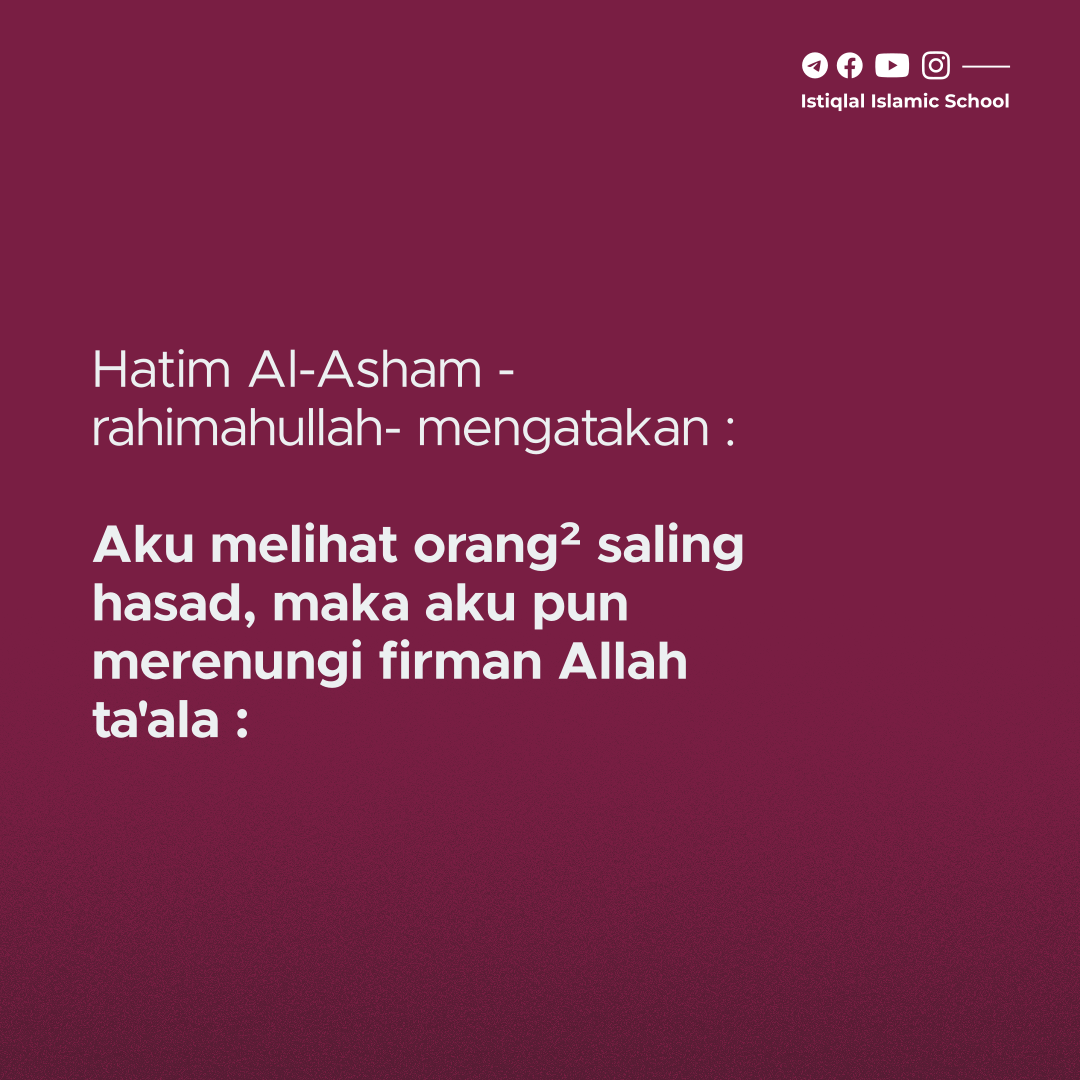 Istiqlal Islamic School
Hatim Al-Asham -
rahimahullah- mengatakan :
Aku melihat orang² saling
hasad, maka aku pun
merenungi firman Allah
ta'ala :